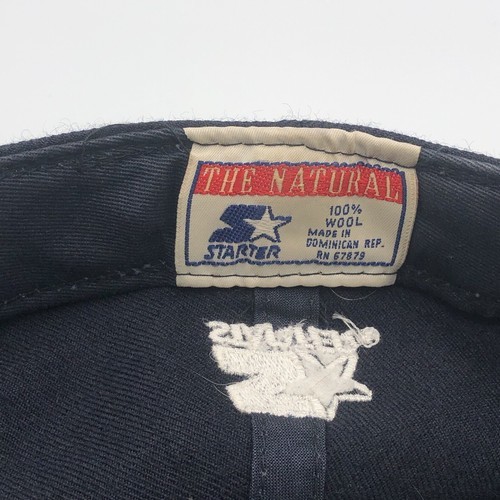 THE NATURAL
100%
WOOL
MADE IN
DOMINICAN REP.
RN 67879
STARTER